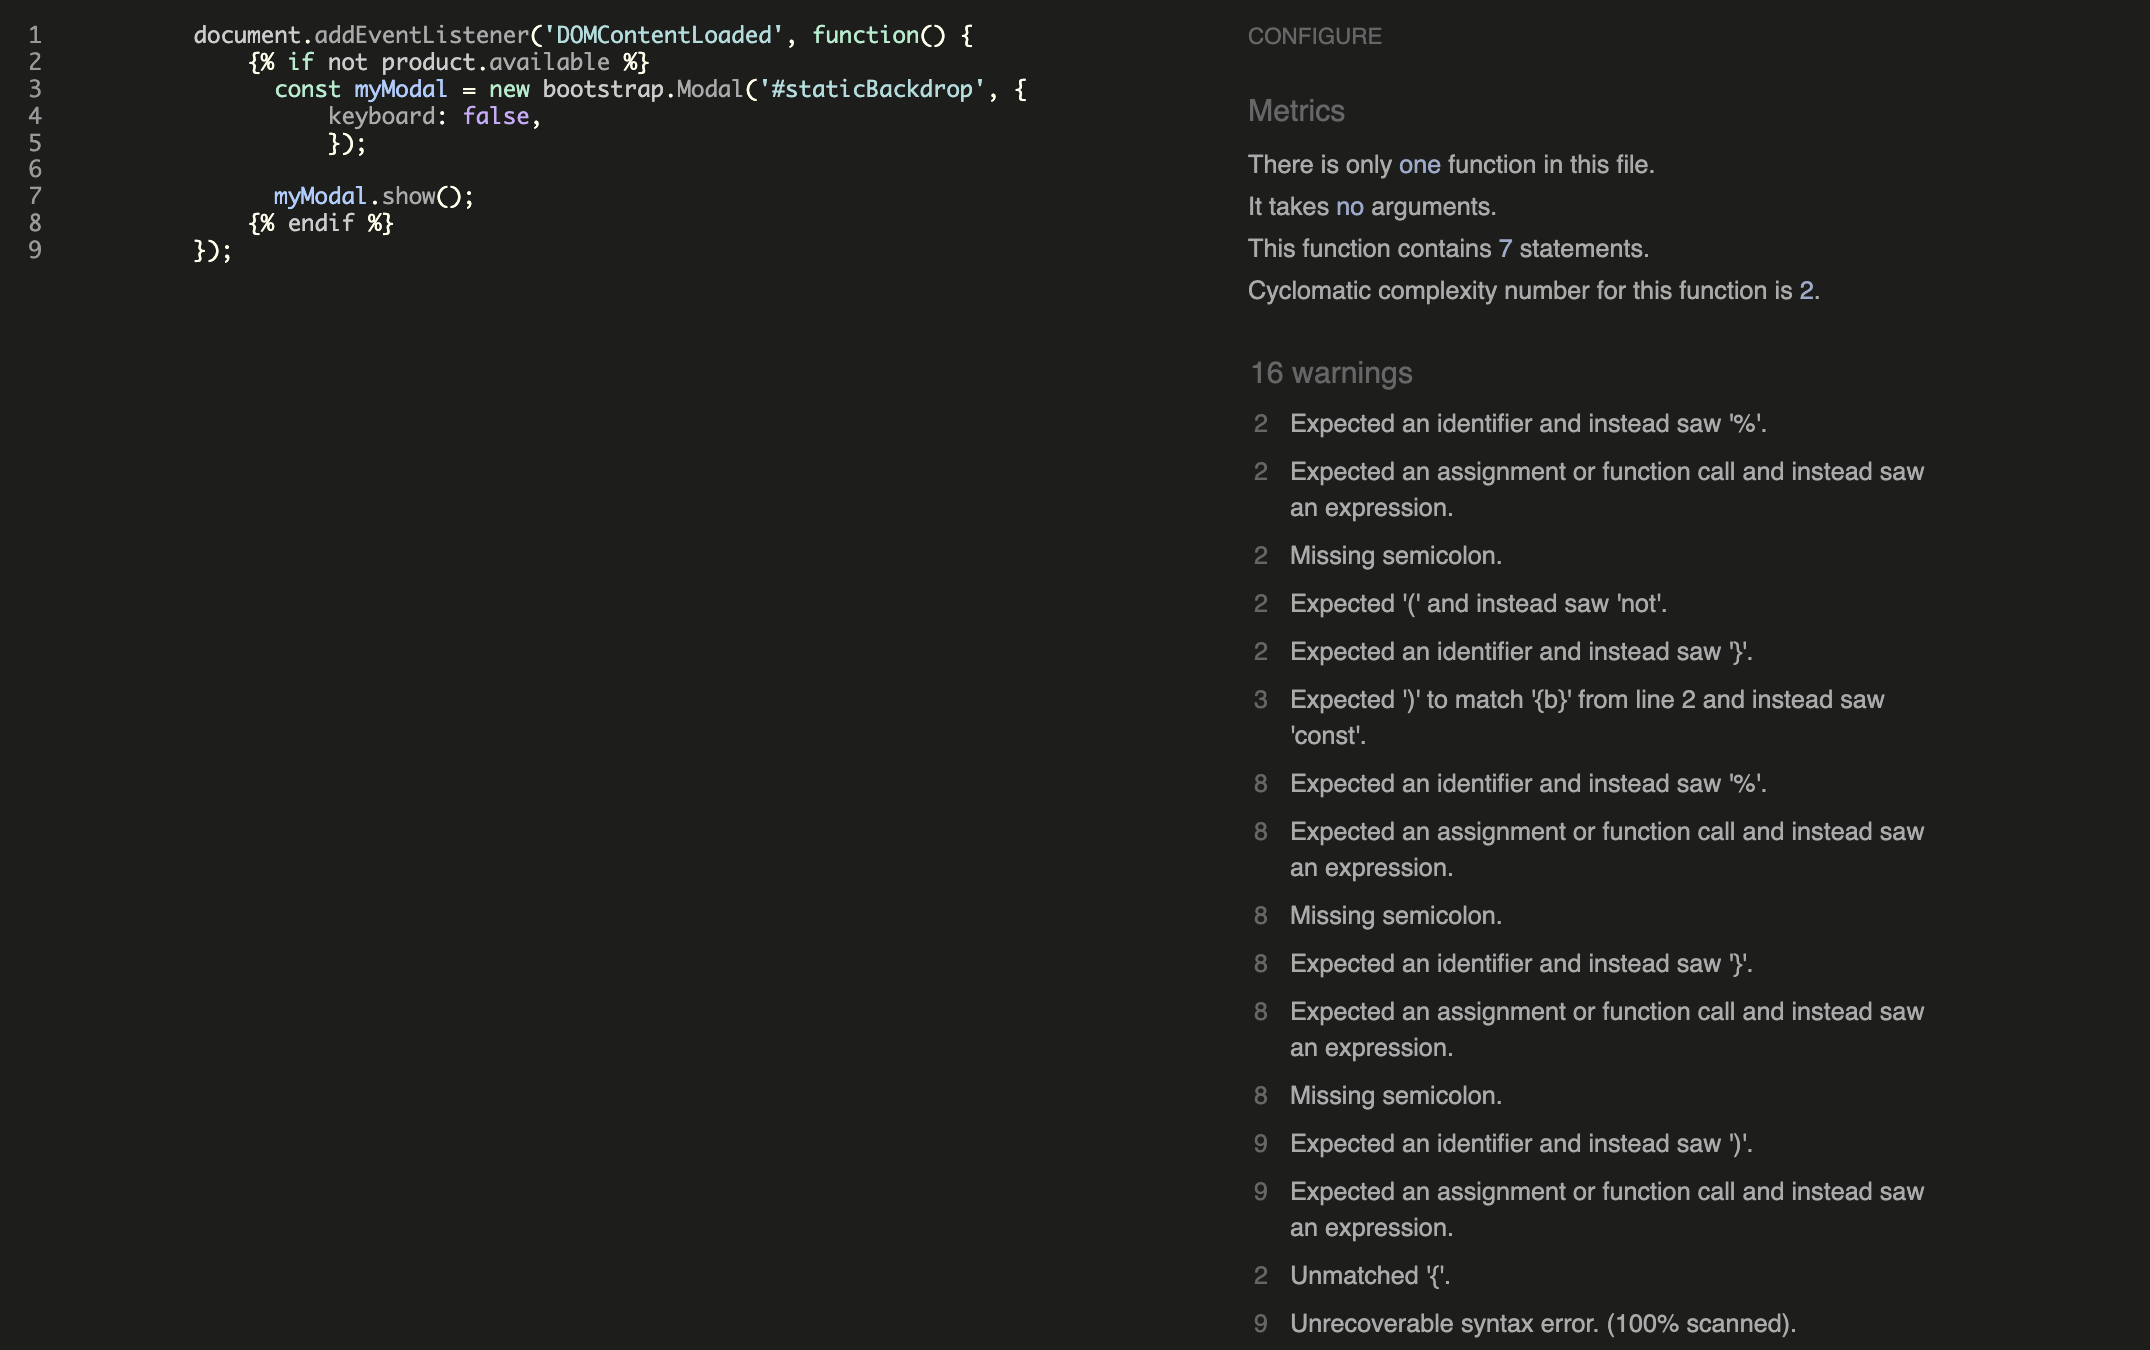 1 document.addEventListener('DOMContentLoaded', function() {
2 {% if not product.available %}
3 const myModal = new bootstrap.Modal('#staticBackdrop', {
4 keyboard: false,
5 });
6
7 myModal.show();
8 {% endif %}
9 });
CONFIGURE
Metrics
There is only one function in this file.
It takes no arguments.
This function contains 7 statements.
Cyclomatic complexity number for this function is 2.
16 warnings
2 Expected an identifier and instead saw '%'.
2 Expected an assignment or function call and instead saw
an expression.
2 Missing semicolon.
2 Expected '(' and instead saw 'not'.
2 Expected an identifier and instead saw '}'.
3 Expected ')' to match '{b}' from line 2 and instead saw
'const'.
8 Expected an identifier and instead saw '%'.
8 Expected an assignment or function call and instead saw
an expression.
8 Missing semicolon.
8 Expected an identifier and instead saw '}'.
8 Expected an assignment or function call and instead saw
an expression.
8 Missing semicolon.
9 Expected an identifier and instead saw ')'.
9 Expected an assignment or function call and instead saw
an expression.
2 Unmatched '{'.
9 Unrecoverable syntax error. (100% scanned).